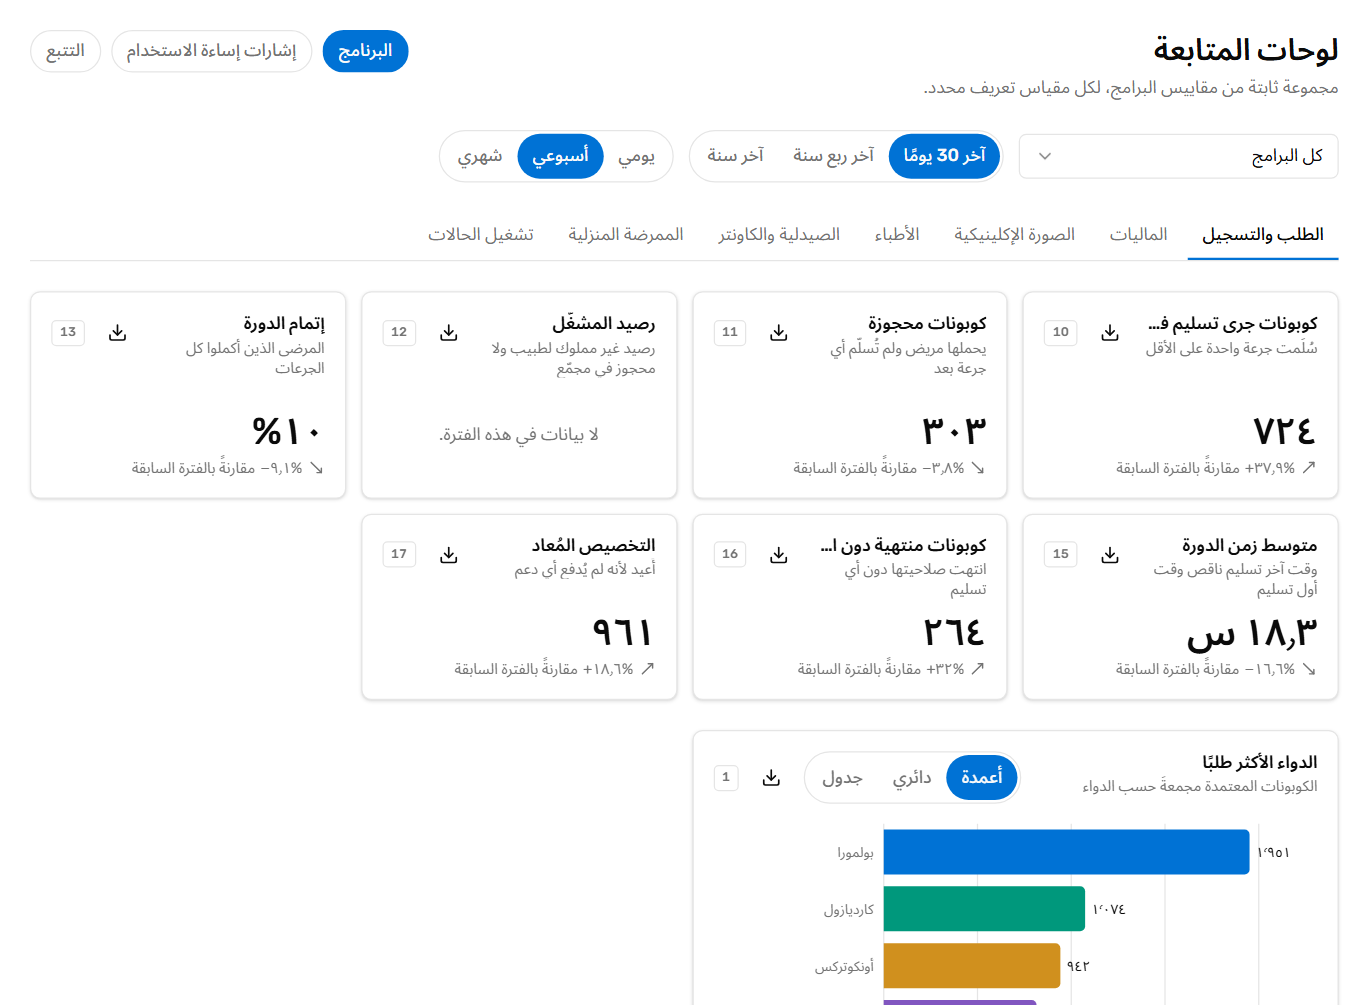 لوحات المتابعة
مجموعة ثابتة من مقاييس البرامج، لكل مقياس تعريف محدد.
البرنامج
إشارات إساءة الاستخدام
التتبع
كل البرامج
آخر 30 يومًا
آخر ربع سنة
آخر سنة
يومي
أسبوعي
شهري
الطلب والتسجيل
الماليات
الصورة الإكلينيكية
الأطباء
الصيدلية والكاونتر
الممرضة المنزلية
تشغيل الحالات
كوبونات جرى تسليم فـ...
10
سُلّمت جرعة واحدة على الأقل
٧٢٤
+٣٧٫٩% مقارنةً بالفترة السابقة
كوبونات محجوزة
11
يحملها مريض ولم تُسلَّم أي
جرعة بعد
٣٠٣
−٣٫٨% مقارنةً بالفترة السابقة
رصيد المشغّل
12
رصيد غير مملوك لطبيب ولا
محجوز في مجمّع
لا بيانات في هذه الفترة.
إتمام الدورة
13
المرضى الذين أكملوا كل
الجرعات
١٠%
−٩٫١% مقارنةً بالفترة السابقة
متوسط زمن الدورة
15
وقت آخر تسليم ناقص وقت
أول تسليم
١٨٫٣ س
−١٦٫٦% مقارنةً بالفترة السابقة
كوبونات منتهية دون ا...
16
انتهت صلاحيتها دون أي
تسليم
٢٦٤
+٣٢% مقارنةً بالفترة السابقة
التخصيص المُعاد
17
أعيد لأنه لم يُدفع أي دعم
٩٦١
+١٨٫٦% مقارنةً بالفترة السابقة
الدواء الأكثر طلبًا
الكوبونات المعتمدة مجمعةً حسب الدواء
أعمدة
دائري
جدول
1
بولمورا
١٬٩٥١
كارديازول
١٬٠٧٤
أونكوتركس
٩٤٢